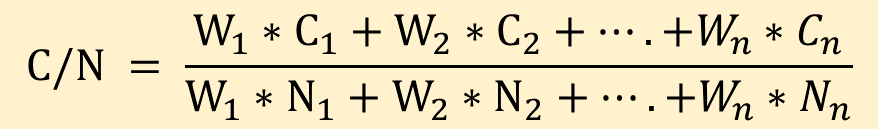 C/N = (W₁ * C₁ + W₂ * C₂ + ⋯ . +Wₙ * Cₙ) / (W₁ * N₁ + W₂ * N₂ + ⋯ . +Wₙ * Nₙ)